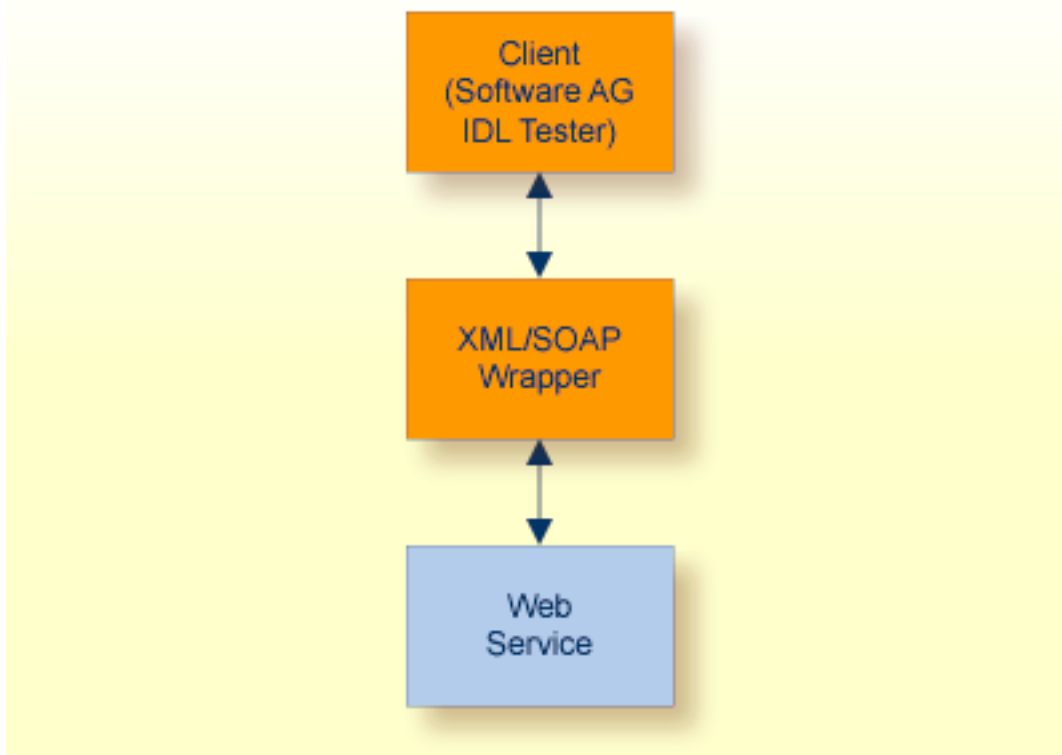 Client
(Software AG
IDL Tester)
XML/SOAP
Wrapper
Web
Service